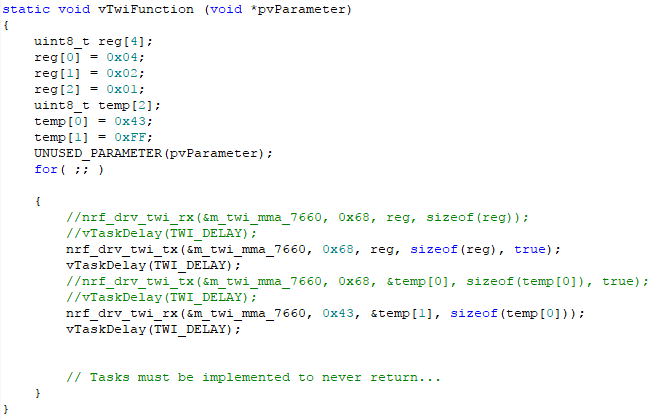 static void vTwiFunction (void *pvParameter)
{
uint8_t reg[4];
reg[0] = 0x04;
reg[1] = 0x02;
reg[2] = 0x01;
uint8_t temp[2];
temp[0] = 0x43;
temp[1] = 0xFF;
UNUSED_PARAMETER(pvParameter);
for( ;; )
{
//nrf_drv_twi_rx(&m_twi_mma_7660, 0x68, reg, sizeof(reg));
//vTaskDelay(TWI_DELAY);
nrf_drv_twi_tx(&m_twi_mma_7660, 0x68, reg, sizeof(reg), true);
vTaskDelay(TWI_DELAY);
//nrf_drv_twi_tx(&m_twi_mma_7660, 0x68, &temp[0], sizeof(temp[0]), true);
//vTaskDelay(TWI_DELAY);
nrf_drv_twi_rx(&m_twi_mma_7660, 0x43, &temp[1], sizeof(temp[0]));
vTaskDelay(TWI_DELAY);
// Tasks must be implemented to never return...
}
}